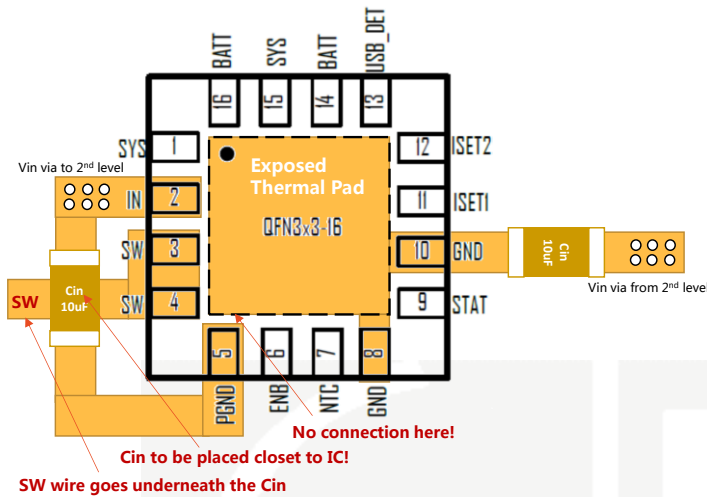 BATT
SYS
BATT
USB_DET
16
15
14
13
SYS
1
12
ISET2
Vin via to 2nd level
IN
2
Exposed
Thermal Pad
11
ISET1
QFN3x3-16
SW
3
10
GND
Cin
10uF
SW
Cin
10uF
SW
4
9
STAT
Vin via from 2nd level
5
6
7
8
PGND
ENB
NTC
GND
No connection here!
Cin to be placed closet to IC!
SW wire goes underneath the Cin